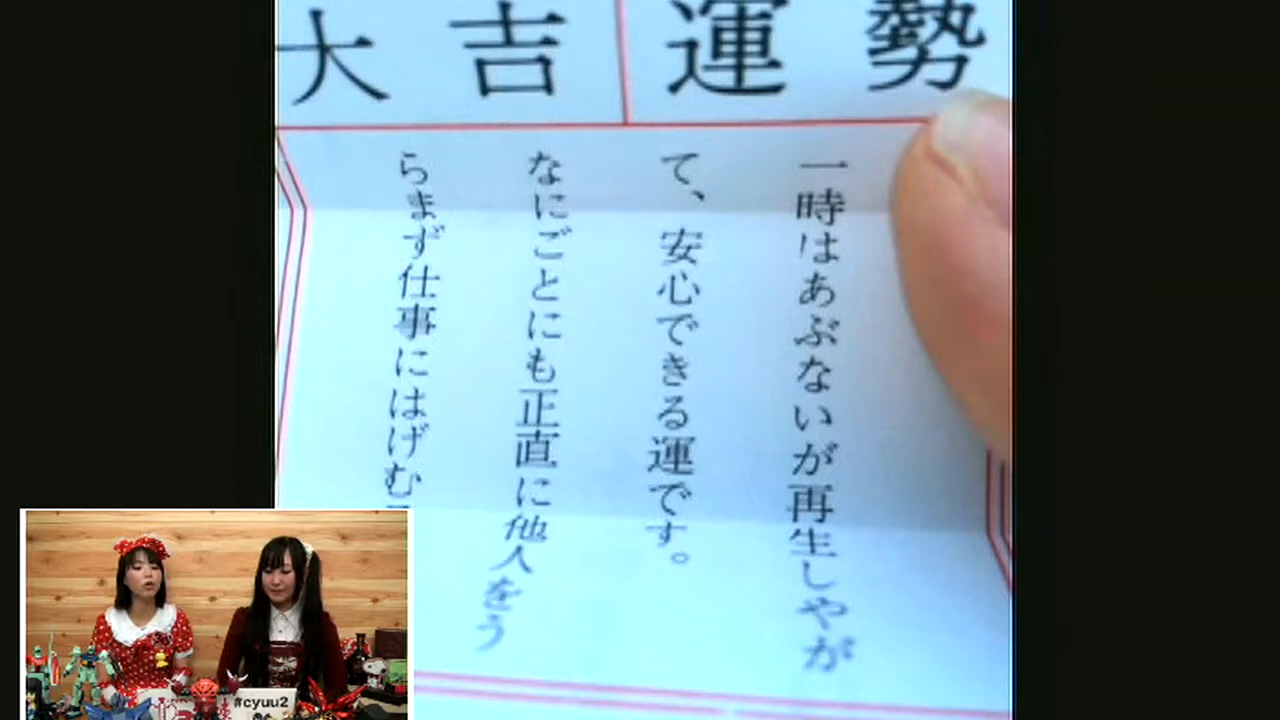 運勢
大吉
一時はあぶないが再生しやが
て、安心できる運です。
なにごとにも正直に他人をう
らまず仕事にはげむ
#cyuu2